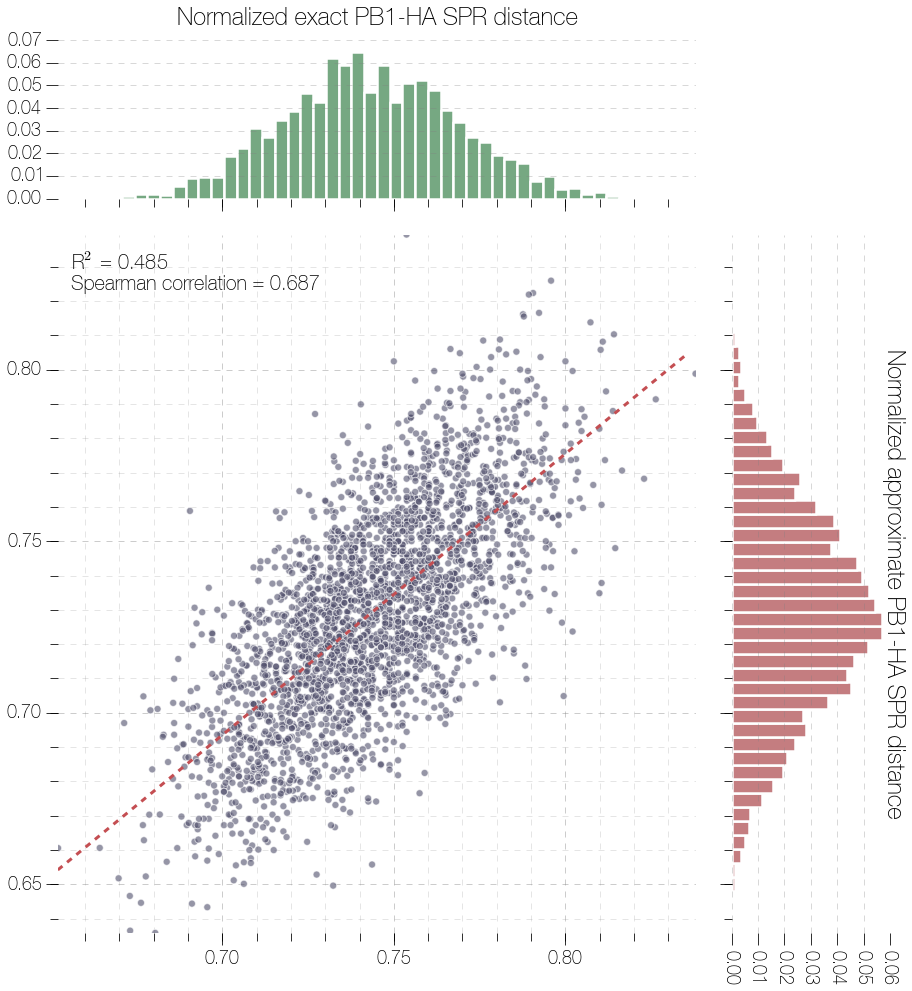 Normalized exact PB1-HA SPR distance
0.07
0.06
0.05
0.04
0.03
0.02
0.01
0.00
R² = 0.485
Spearman correlation = 0.687
0.80
0.75
0.70
0.65
0.70 0.75 0.80
Normalized approximate PB1-HA SPR distance
0.00 0.01 0.02 0.03 0.04 0.05 0.06